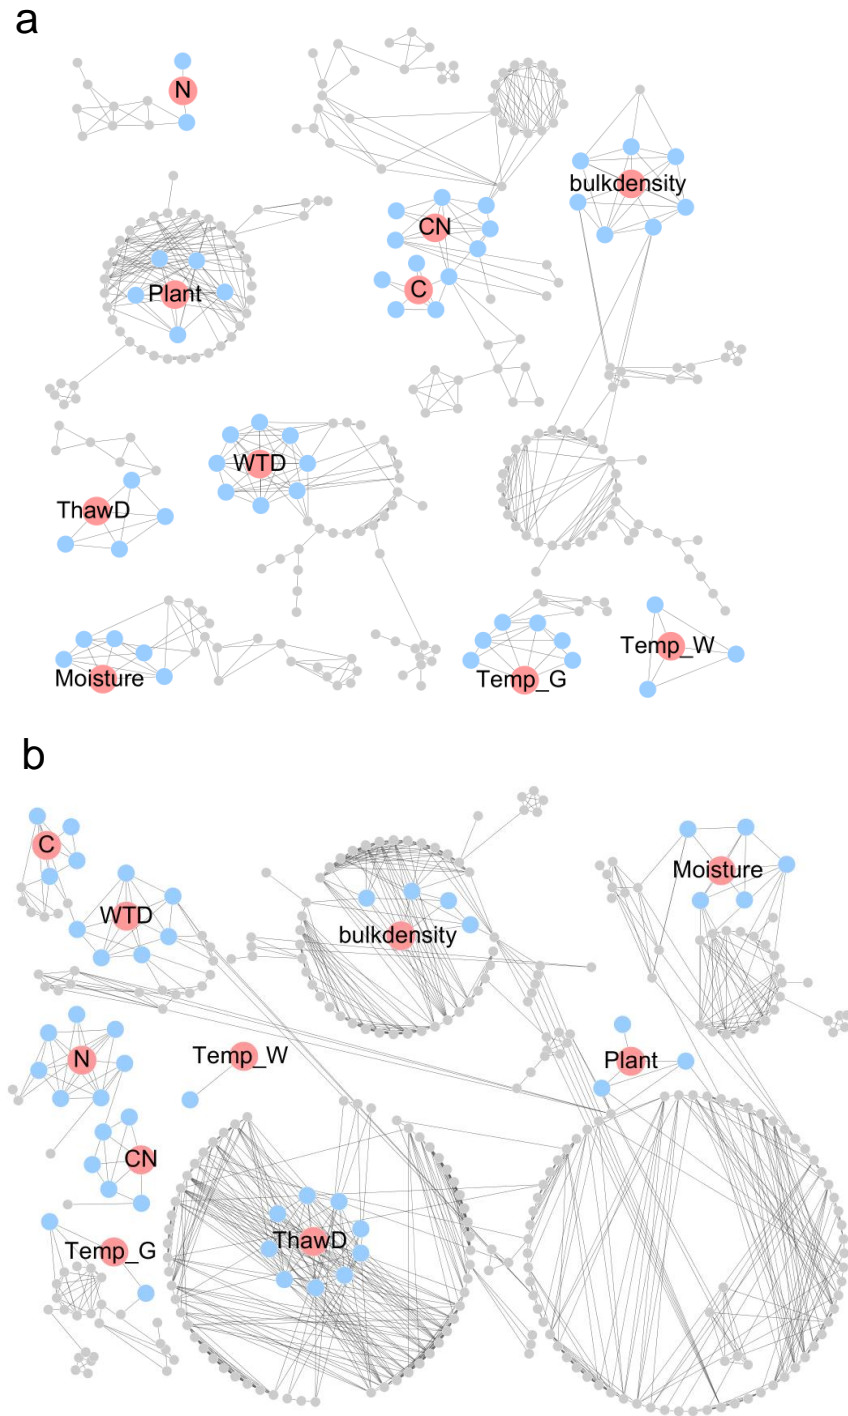 a
N
bulkdensity
CN
Plant
C
WTD
ThawD
Temp_W
Moisture
Temp_G
b
C
Moisture
WTD
bulkdensity
N
Temp_W
Plant
CN
ThawD
Temp_G